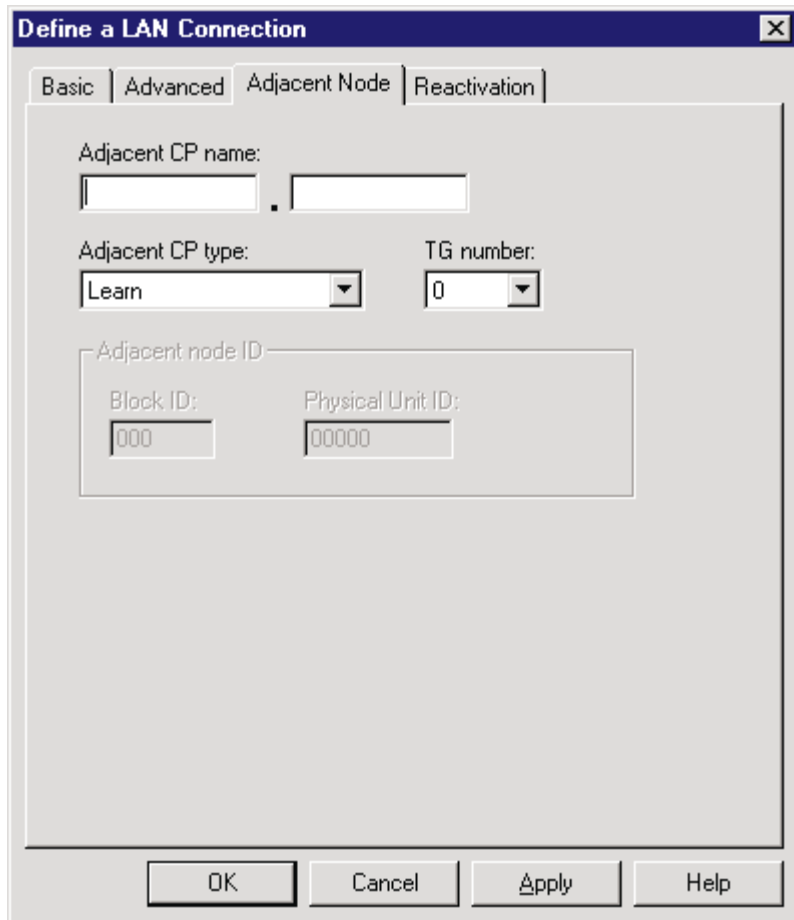 Define a LAN Connection
Basic Advanced Adjacent Node Reactivation
Adjacent CP name:
.
Adjacent CP type: TG number:
Learn 0
Adjacent node ID
Block ID: Physical Unit ID:
000 00000
OK Cancel Apply Help